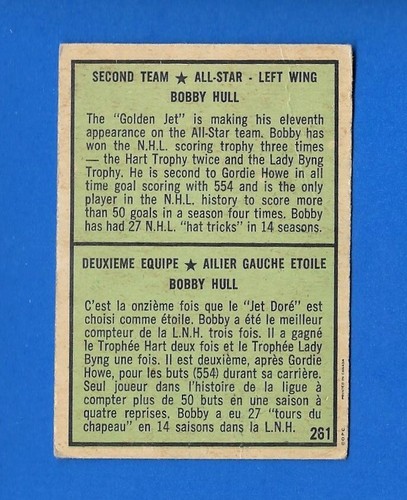 SECOND TEAM ★ ALL-STAR - LEFT WING
BOBBY HULL
The "Golden Jet" is making his eleventh
appearance on the All-Star team. Bobby has
won the N.H.L. scoring trophy three times
— the Hart Trophy twice and the Lady Byng
Trophy. He is second to Gordie Howe in all
time goal scoring with 554 and is the only
player in N.H.L. history to score more
than 50 goals in a season four times. Bobby
has had 27 N.H.L. "hat tricks" in 14 seasons.
DEUXIEME EQUIPE ★ AILIER GAUCHE ETOILE
BOBBY HULL
C'est la onzième fois que le "Jet Doré" est
choisi comme étoile. Bobby a été le meilleur
compteur de la L.N.H. trois fois. Il a gagné
le Trophée Hart deux fois et le Trophée Lady
Byng une fois. Il est deuxième, après Gordie
Howe, pour les buts (554) durant sa carrière.
Seul joueur dans l'histoire de la ligue à
compter plus de 50 buts en une saison à
quatre reprises. Bobby a eu 27 "tours du
chapeau" en 14 saisons dans la L.N.H.
261
O.P.C. PRINTED IN CANADA